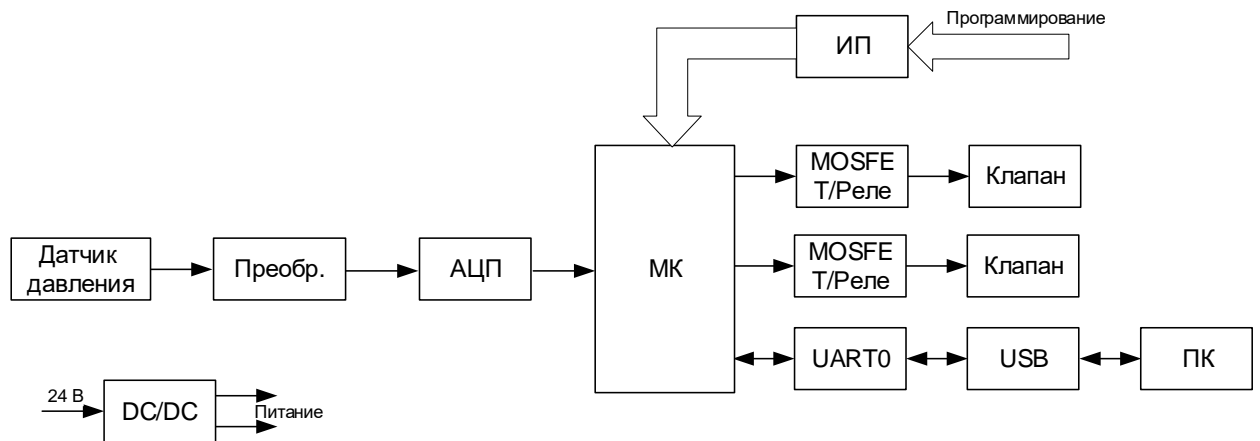 Программирование
ИП
MOSFE
T/Реле
Клапан
Датчик
давления
Преобр.
АЦП
МК
MOSFE
T/Реле
Клапан
UART0
USB
ПК
24 В
DC/DC
Питание